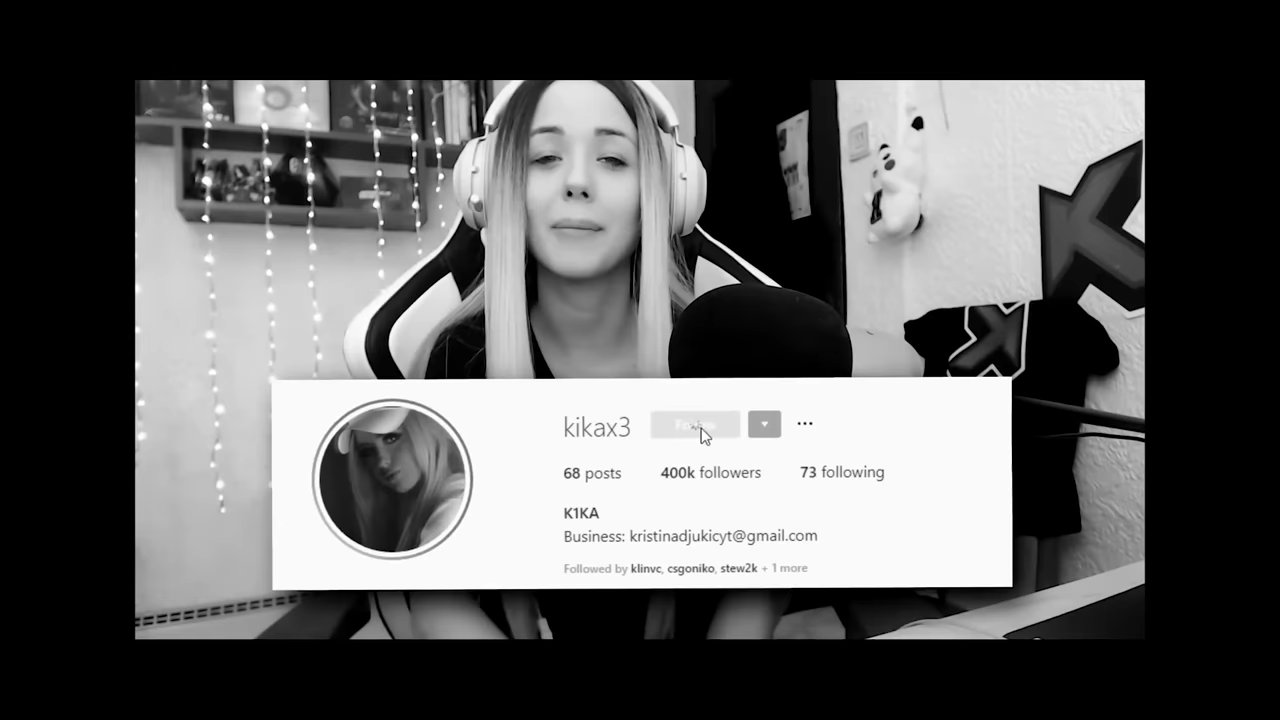 kikax3
68 posts 400k followers 73 following
K1KA
Business: kristinadjukicyt@gmail.com
Followed by klinvc, csgoniko, stew2k + 1 more